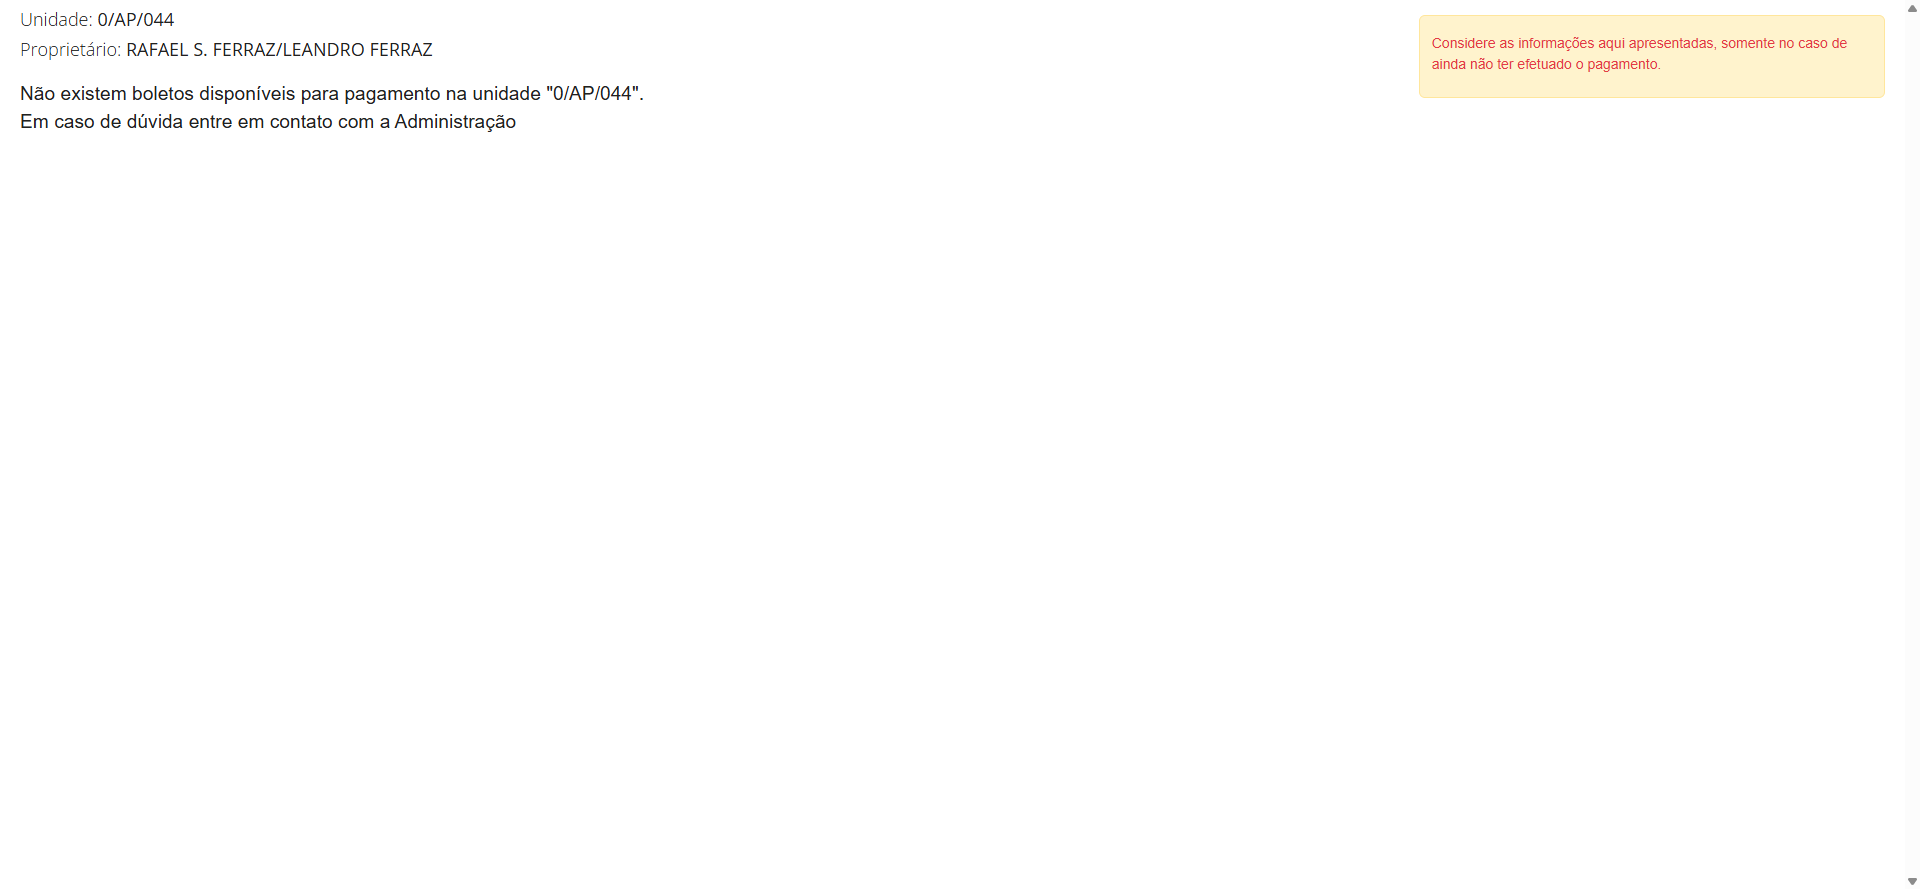 Unidade: 0/AP/044
Proprietário: RAFAEL S. FERRAZ/LEANDRO FERRAZ
Não existem boletos disponíveis para pagamento na unidade "0/AP/044".
Em caso de dúvida entre em contato com a Administração
Considere as informações aqui apresentadas, somente no caso de
ainda não ter efetuado o pagamento.